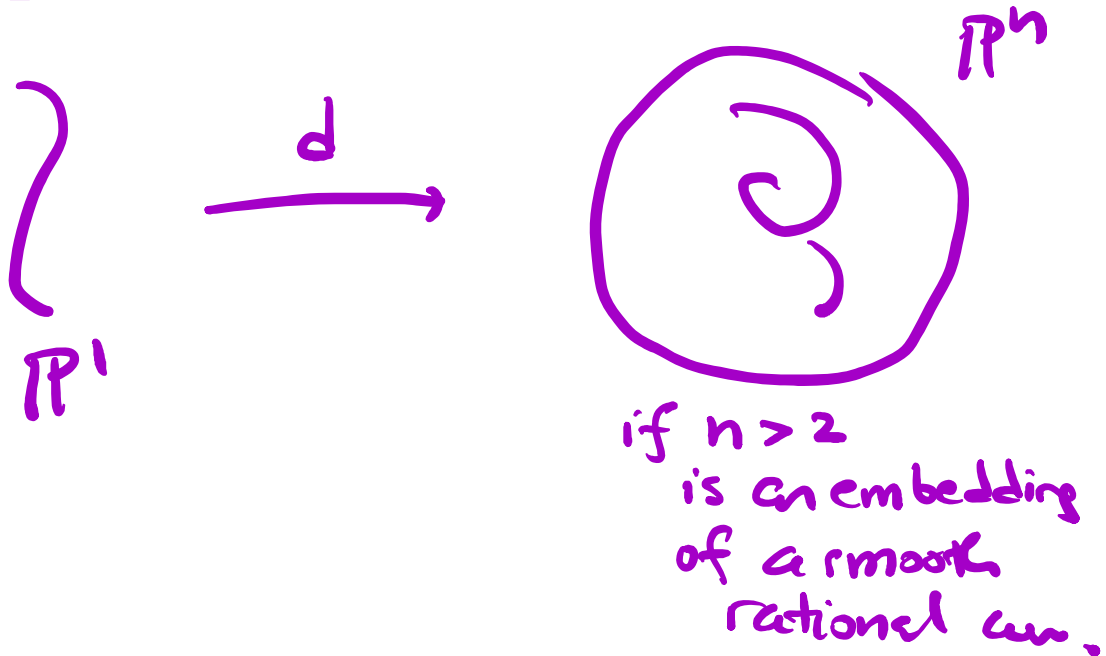 ℙⁿ
d
ℙ¹
if n > 2
is an embedding
of a smooth
rational